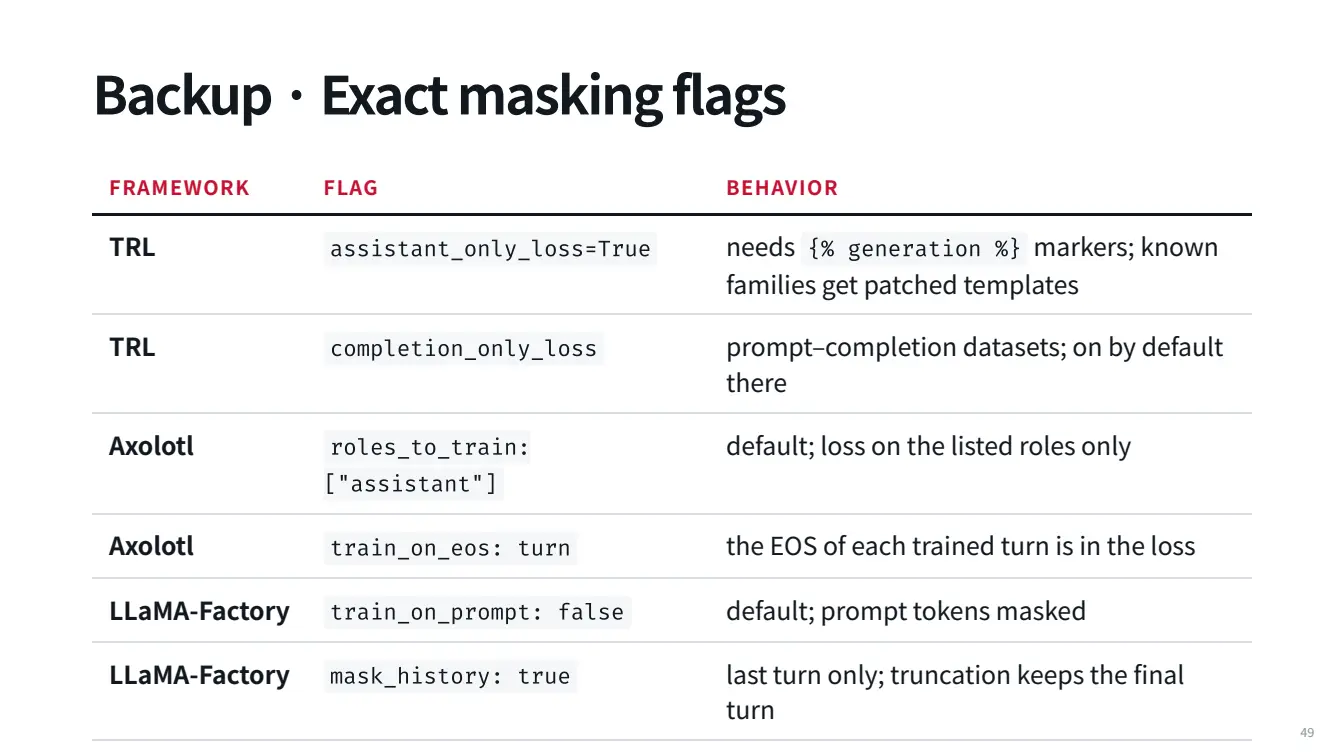 Backup · Exact masking flags
FRAMEWORK FLAG BEHAVIOR
TRL assistant_only_loss=True needs {% generation %} markers; known
families get patched templates
TRL completion_only_loss prompt–completion datasets; on by default
there
Axolotl roles_to_train: default; loss on the listed roles only
["assistant"]
Axolotl train_on_eos: turn the EOS of each trained turn is in the loss
LLaMA-Factory train_on_prompt: false default; prompt tokens masked
LLaMA-Factory mask_history: true last turn only; truncation keeps the final
turn
49